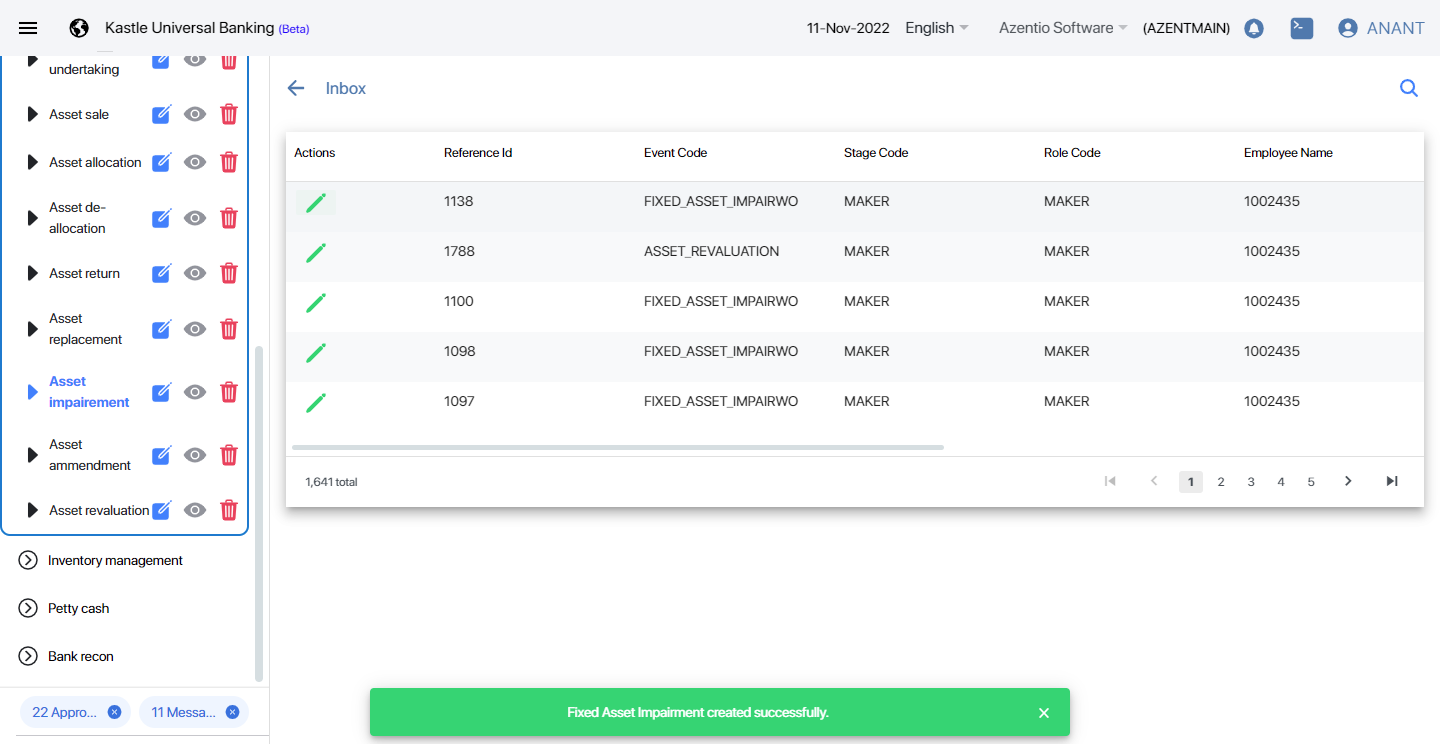 Kastle Universal Banking (Beta)
11-Nov-2022
English
Azentio Software
(AZENTMAIN)
ANANT
undertaking
Asset sale
Asset allocation
Asset de-
allocation
Asset return
Asset
replacement
Asset
impairement
Asset
ammendment
Asset revaluation
Inventory management
Petty cash
Bank recon
22 Appro...
11 Messa...
Inbox
Actions Reference Id Event Code Stage Code Role Code Employee Name
1138 FIXED_ASSET_IMPAIRWO MAKER MAKER 1002435
1788 ASSET_REVALUATION MAKER MAKER 1002435
1100 FIXED_ASSET_IMPAIRWO MAKER MAKER 1002435
1098 FIXED_ASSET_IMPAIRWO MAKER MAKER 1002435
1097 FIXED_ASSET_IMPAIRWO MAKER MAKER 1002435
1,641 total
1 2 3 4 5
Fixed Asset Impairment created successfully.